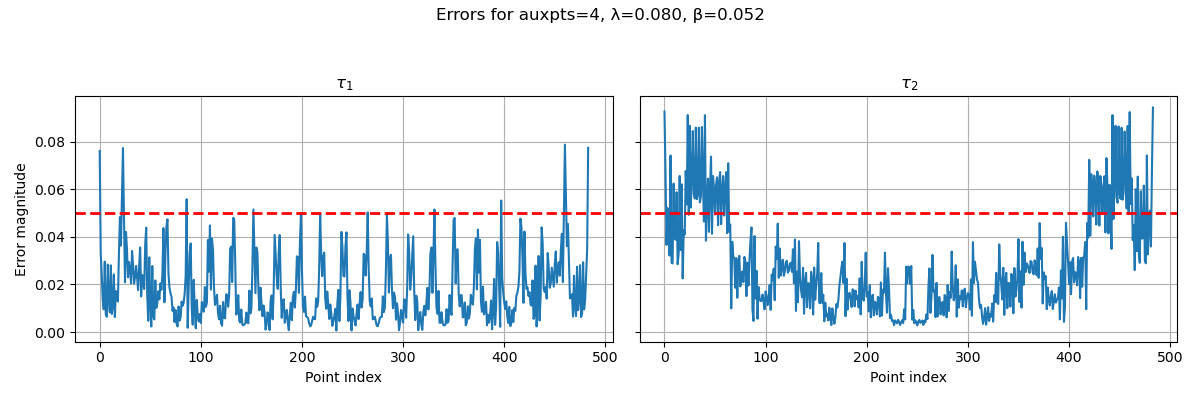 Errors for auxpts=4, λ=0.080, β=0.052
τ₁
τ₂
Error magnitude
0.08
0.06
0.04
0.02
0.00
0 100 200 300 400 500
0 100 200 300 400 500
Point index
Point index